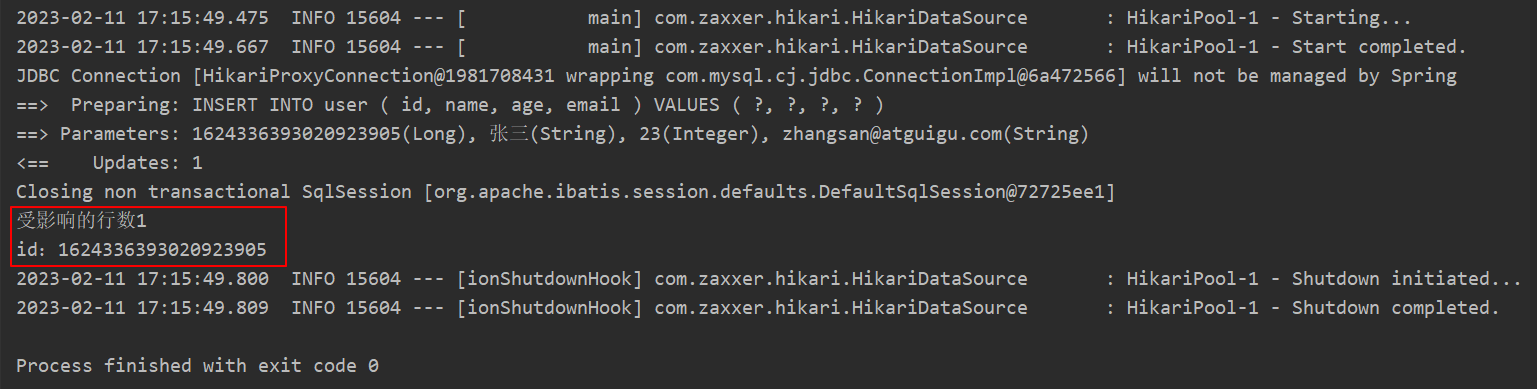 2023-02-11 17:15:49.475  INFO 15604 --- [           main] com.zaxxer.hikari.HikariDataSource       : HikariPool-1 - Starting...
2023-02-11 17:15:49.667  INFO 15604 --- [           main] com.zaxxer.hikari.HikariDataSource       : HikariPool-1 - Start completed.
JDBC Connection [HikariProxyConnection@1981708431 wrapping com.mysql.cj.jdbc.ConnectionImpl@6a472566] will not be managed by Spring
==>  Preparing: INSERT INTO user ( id, name, age, email ) VALUES ( ?, ?, ?, ? )
==> Parameters: 1624336393020923905(Long), 张三(String), 23(Integer), zhangsan@atguigu.com(String)
<==    Updates: 1
Closing non transactional SqlSession [org.apache.ibatis.session.defaults.DefaultSqlSession@72725ee1]
受影响的行数1
id：1624336393020923905
2023-02-11 17:15:49.800  INFO 15604 --- [ionShutdownHook] com.zaxxer.hikari.HikariDataSource       : HikariPool-1 - Shutdown initiated...
2023-02-11 17:15:49.809  INFO 15604 --- [ionShutdownHook] com.zaxxer.hikari.HikariDataSource       : HikariPool-1 - Shutdown completed.
Process finished with exit code 0